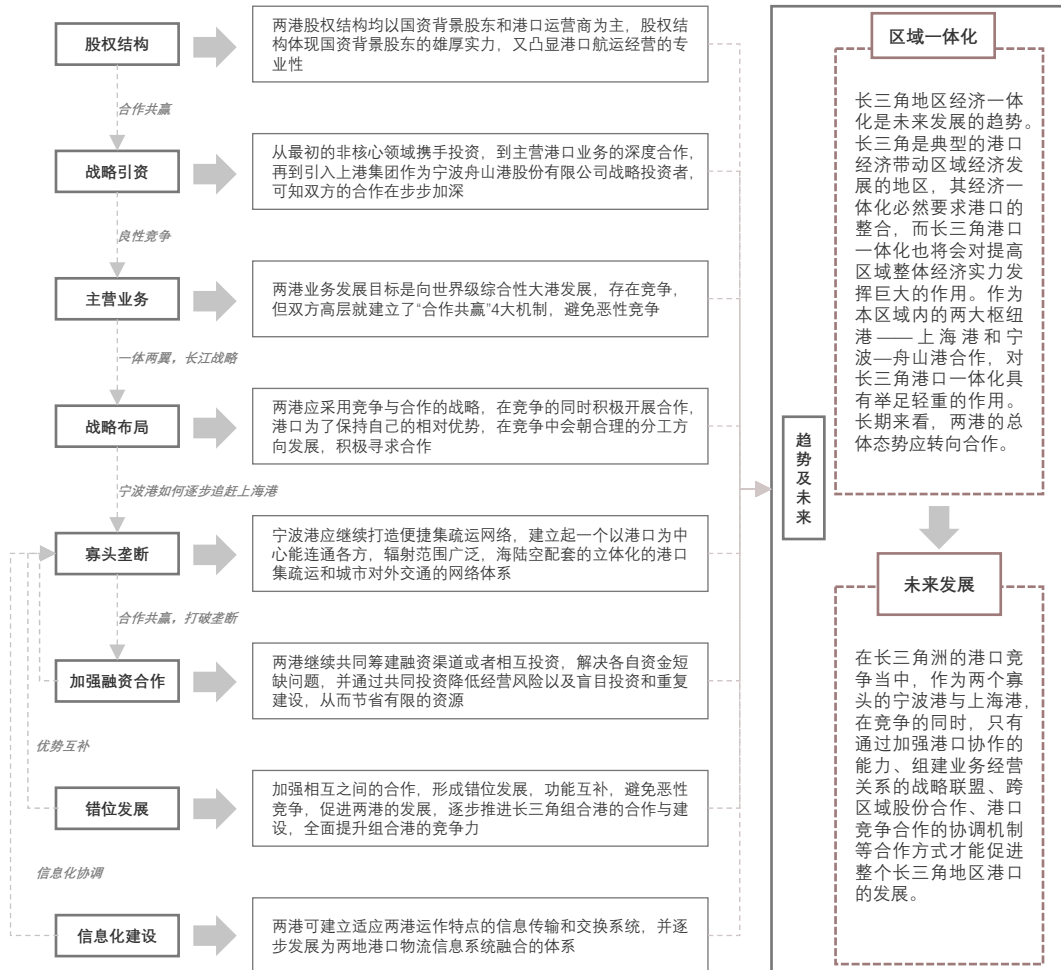 股权结构
两港股权结构均以国资背景股东和港口运营商为主，股权结
构体现国资背景股东的雄厚实力，又凸显港口航运经营的专
业性
合作共赢
战略引资
从最初的非核心领域携手投资，到主营港口业务的深度合作，
再到引入上港集团作为宁波舟山港股份有限公司战略投资者，
可知双方的合作在步步加深
良性竞争
主营业务
两港业务发展目标是向世界级综合性大港发展，存在竞争，
但双方高层就建立了“合作共赢”4大机制，避免恶性竞争
一体两翼，长江战略
战略布局
两港应采用竞争与合作的战略，在竞争的同时积极开展合作，
港口为了保持自己的相对优势，在竞争中会朝合理的分工方
向发展，积极寻求合作
宁波港如何逐步追赶上海港
寡头垄断
宁波港应继续打造便捷集疏运网络，建立起一个以港口为中
心能连通各方，辐射范围广泛，海陆空配套的立体化的港口
集疏运和城市对外交通的网络体系
合作共赢，打破垄断
加强融资合作
两港继续共同筹建融资渠道或者相互投资，解决各自资金短
缺问题，并通过共同投资降低经营风险以及盲目投资和重复
建设，从而节省有限的资源
优势互补
错位发展
加强相互之间的合作，形成错位发展，功能互补，避免恶性
竞争，促进两港的发展，逐步推进长三角组合港的合作与建
设，全面提升组合港的竞争力
信息化协调
信息化建设
两港可建立适应两港运作特点的信息传输和交换系统，并逐
步发展为两地港口物流信息系统融合的体系
趋势及未来
区域一体化
长三角地区经济一体
化是未来发展的趋势。
长三角是典型的港口
经济带动区域经济发
展的地区，其经济一
体化必然要求港口的
整合，而长三角港口
一体化也将会对提高
区域整体经济实力发
挥巨大的作用。作为
本区域内的两大枢纽
港——上海港和宁
波—舟山港合作，对
长三角港口一体化具
有举足轻重的作用。
长期来看，两港的总
体态势应转向合作。
未来发展
在长三角洲的港口竞
争当中，作为两个寡
头的宁波港与上海港，
在竞争的同时，只有
通过加强港口协作的
能力、组建业务经营
关系的战略联盟、跨
区域股份合作、港口
竞争合作的协调机制
等合作方式才能促进
整个长三角地区港口
的发展。